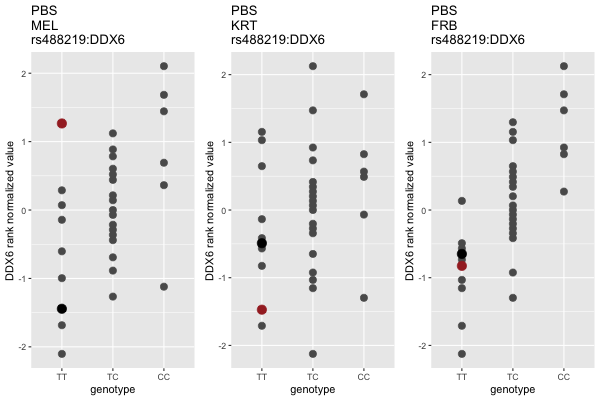 PBS
MEL
rs488219:DDX6
DDX6 rank normalized value
2
1
0
-1
-2
TT TC CC
genotype
PBS
KRT
rs488219:DDX6
DDX6 rank normalized value
2
1
0
-1
-2
TT TC CC
genotype
PBS
FRB
rs488219:DDX6
DDX6 rank normalized value
2
1
0
-1
-2
TT TC CC
genotype